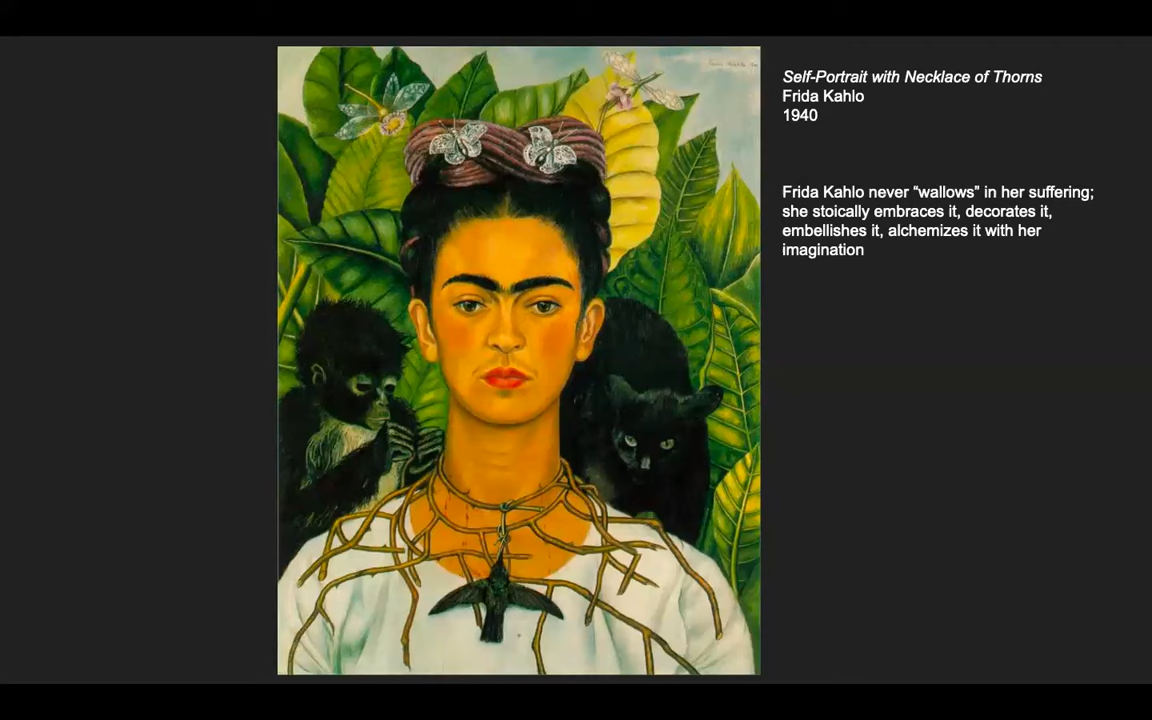 Self-Portrait with Necklace of Thorns
Frida Kahlo
1940
Frida Kahlo never “wallows” in her suffering;
she stoically embraces it, decorates it,
embellishes it, alchemizes it with her
imagination